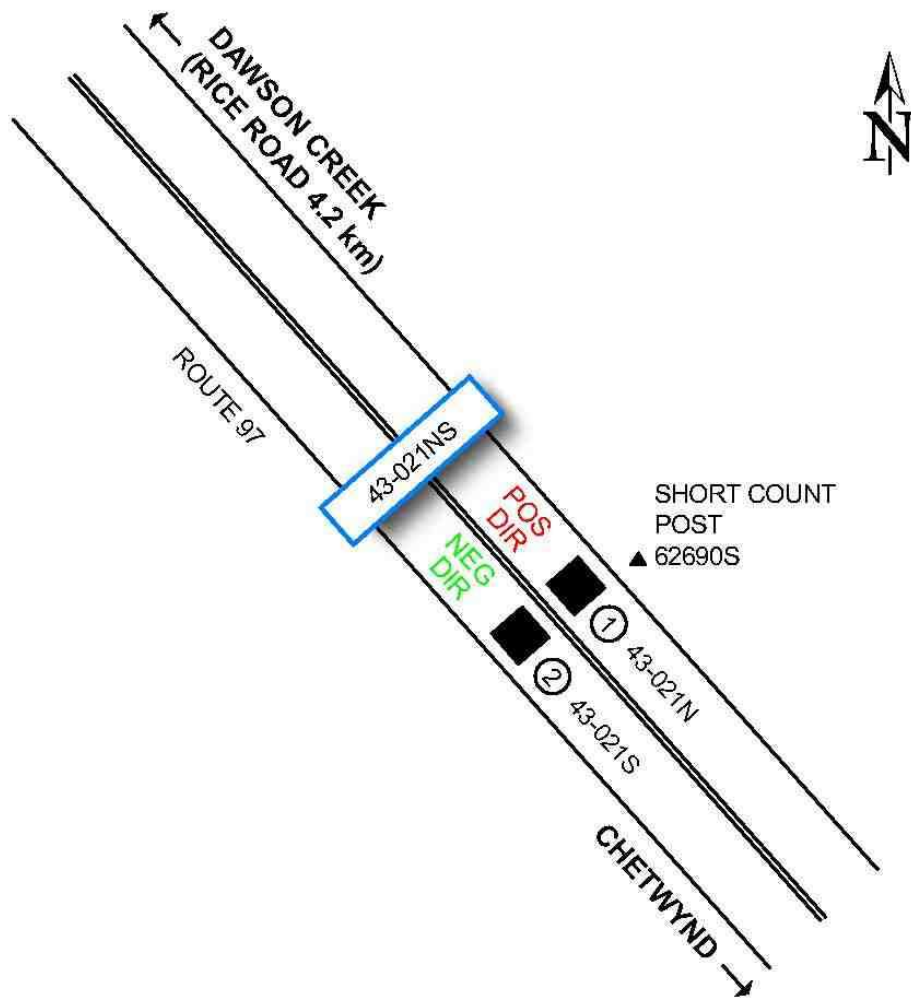 DAWSON CREEK
(RICE ROAD 4.2 km)
N
ROUTE 97
43-021NS
POS
DIR
NEG
DIR
SHORT COUNT
POST
62690S
1
43-021N
2
43-021S
CHETWYND